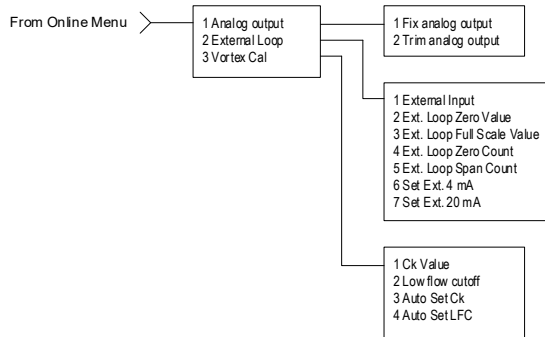 From Online Menu
1 Analog output
2 External Loop
3 Vortex Cal
1 Fix analog output
2 Trim analog output
1 External Input
2 Ext. Loop Zero Value
3 Ext. Loop Full Scale Value
4 Ext. Loop Zero Count
5 Ext. Loop Span Count
6 Set Ext. 4 mA
7 Set Ext. 20 mA
1 Ck Value
2 Low flow cutoff
3 Auto Set Ck
4 Auto Set LFC